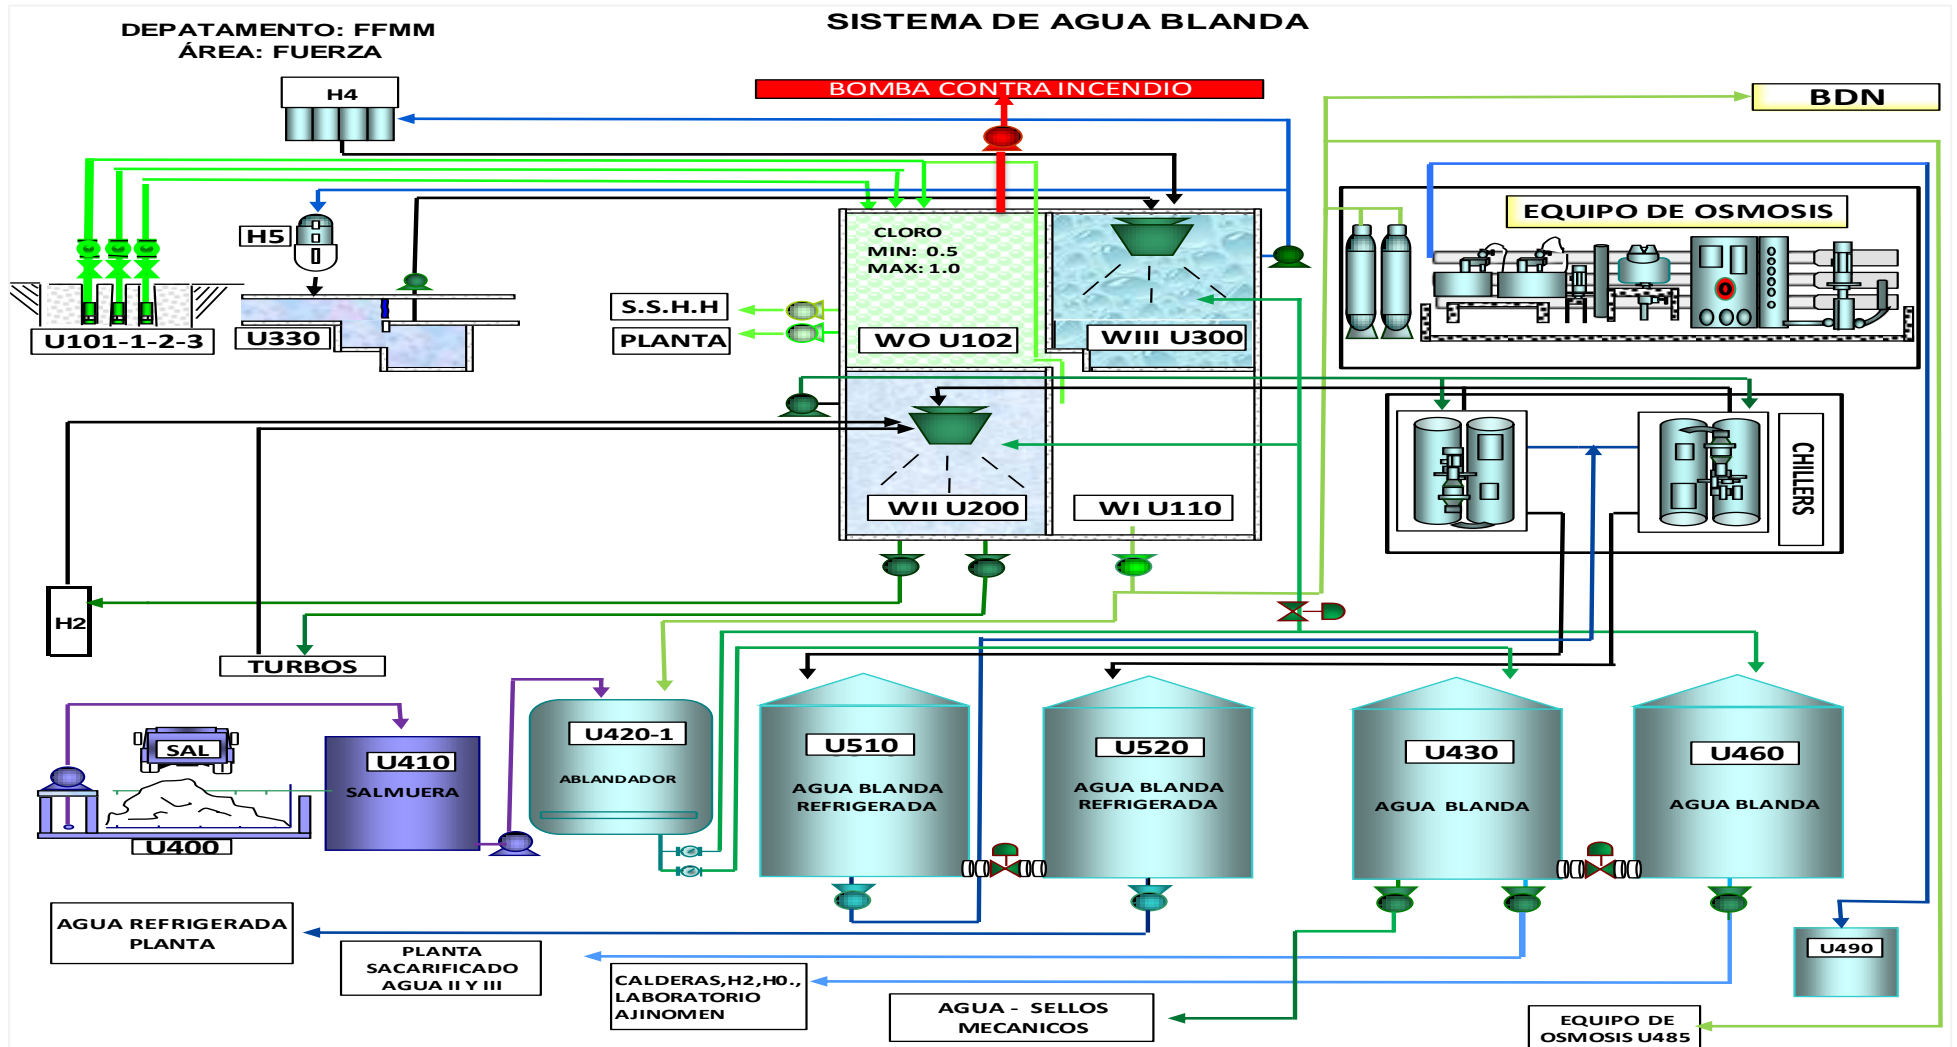 SISTEMA DE AGUA BLANDA
DEPATAMENTO: FFMM
ÁREA: FUERZA
H4
BOMBA CONTRA INCENDIO
BDN
EQUIPO DE OSMOSIS
H5
CLORO
MIN: 0.5
MAX: 1.0
S.S.H.H
PLANTA
U101-1-2-3
U330
WO U102
WIII U300
WII U200
WI U110
CHILLERS
H2
TURBOS
SAL
U410
SALMUERA
U400
U420-1
ABLANDADOR
U510
AGUA BLANDA
REFRIGERADA
U520
AGUA BLANDA
REFRIGERADA
U430
AGUA BLANDA
U460
AGUA BLANDA
AGUA REFRIGERADA
PLANTA
PLANTA
SACARIFICADO
AGUA II Y III
CALDERAS,H2,H0.,
LABORATORIO
AJINOMEN
AGUA - SELLOS
MECANICOS
U490
EQUIPO DE
OSMOSIS U485